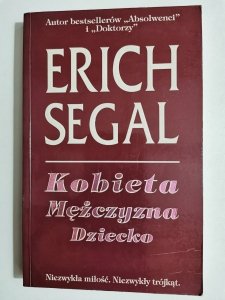 Autor bestsellerów „Absolwenci"
i „Doktorzy"
ERICH
SEGAL
Kobieta
Mężczyzna
Dziecko
Niezwykła miłość. Niezwykły trójkąt.